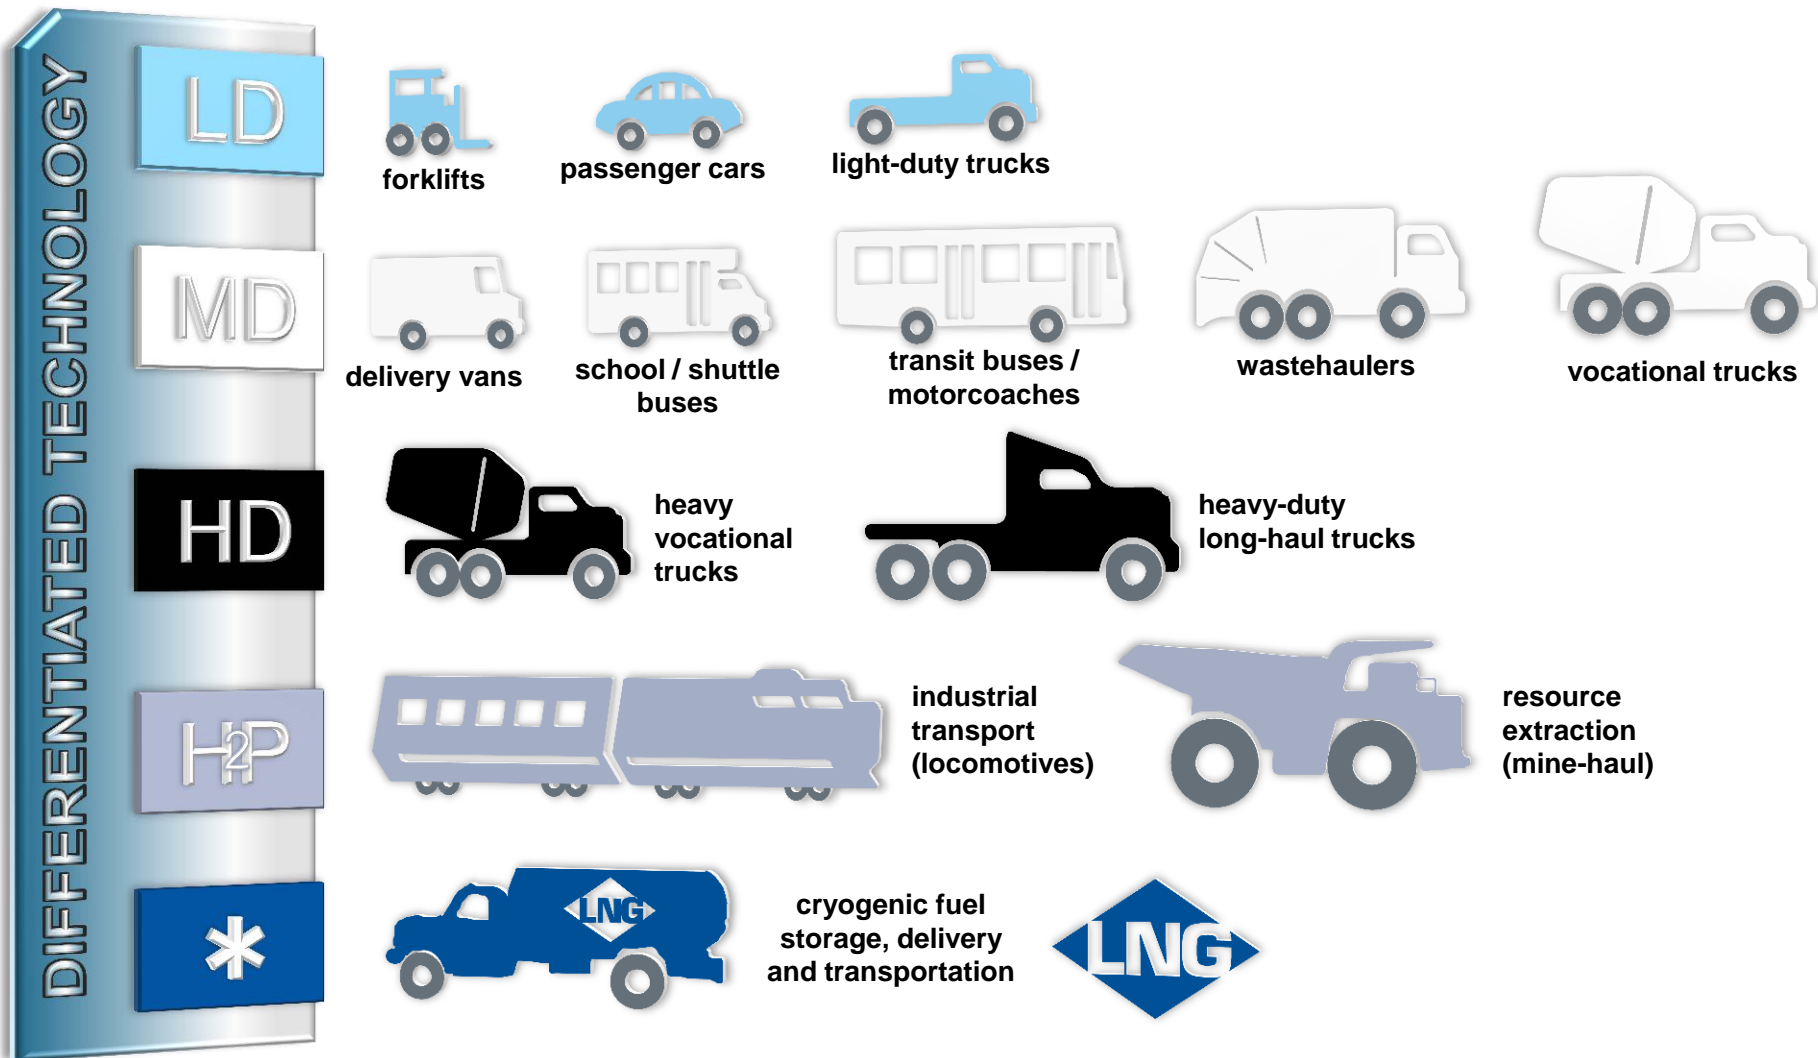 DIFFERENTIATED TECHNOLOGY
LD
forklifts
passenger cars
light-duty trucks
MD
delivery vans
school / shuttle
buses
transit buses /
motorcoaches
wastehaulers
vocational trucks
HD
heavy
vocational
trucks
heavy-duty
long-haul trucks
H2P
industrial
transport
(locomotives)
resource
extraction
(mine-haul)
*
LNG
cryogenic fuel
storage, delivery
and transportation
LNG